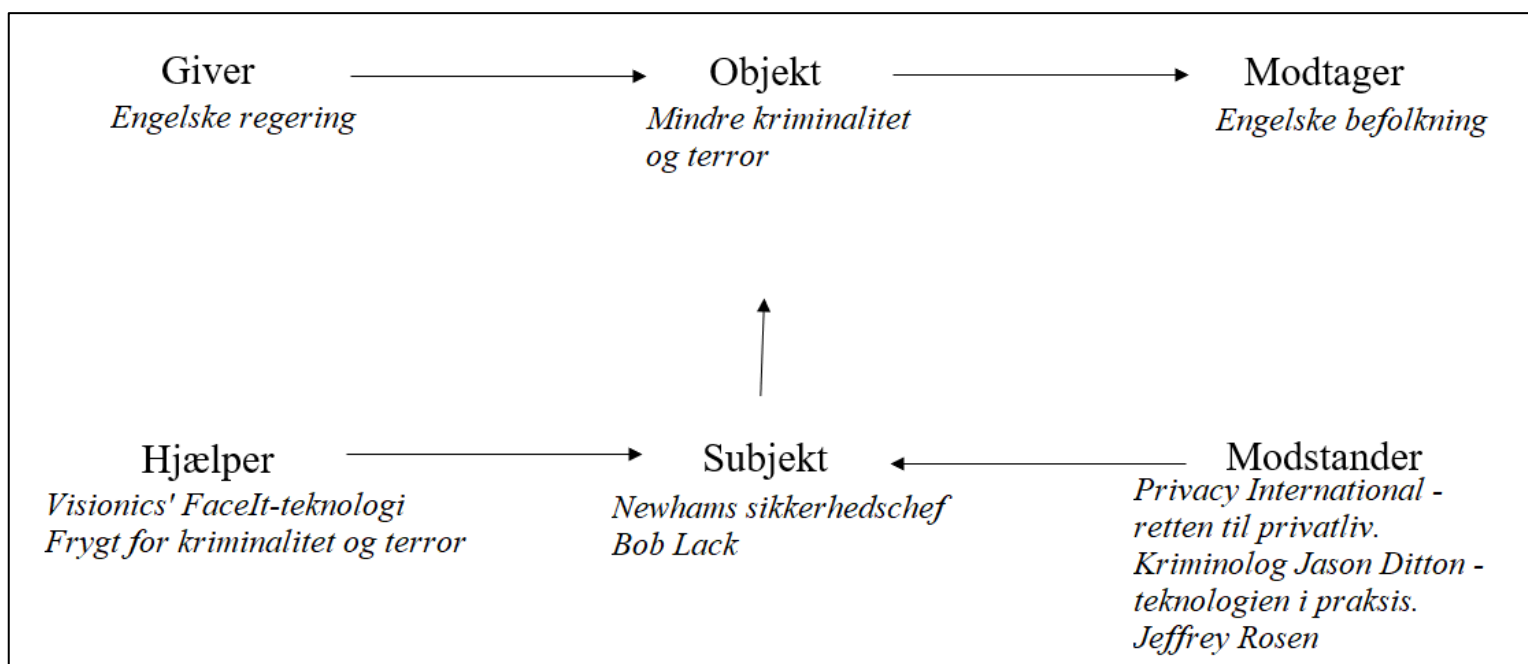 Giver
Engelske regering
Objekt
Mindre kriminalitet
og terror
Modtager
Engelske befolkning
Hjælper
Visionics' FaceIt-teknologi
Frygt for kriminalitet og terror
Subjekt
Newhams sikkerhedschef
Bob Lack
Modstander
Privacy International -
retten til privatliv.
Kriminolog Jason Ditton -
teknologien i praksis.
Jeffrey Rosen